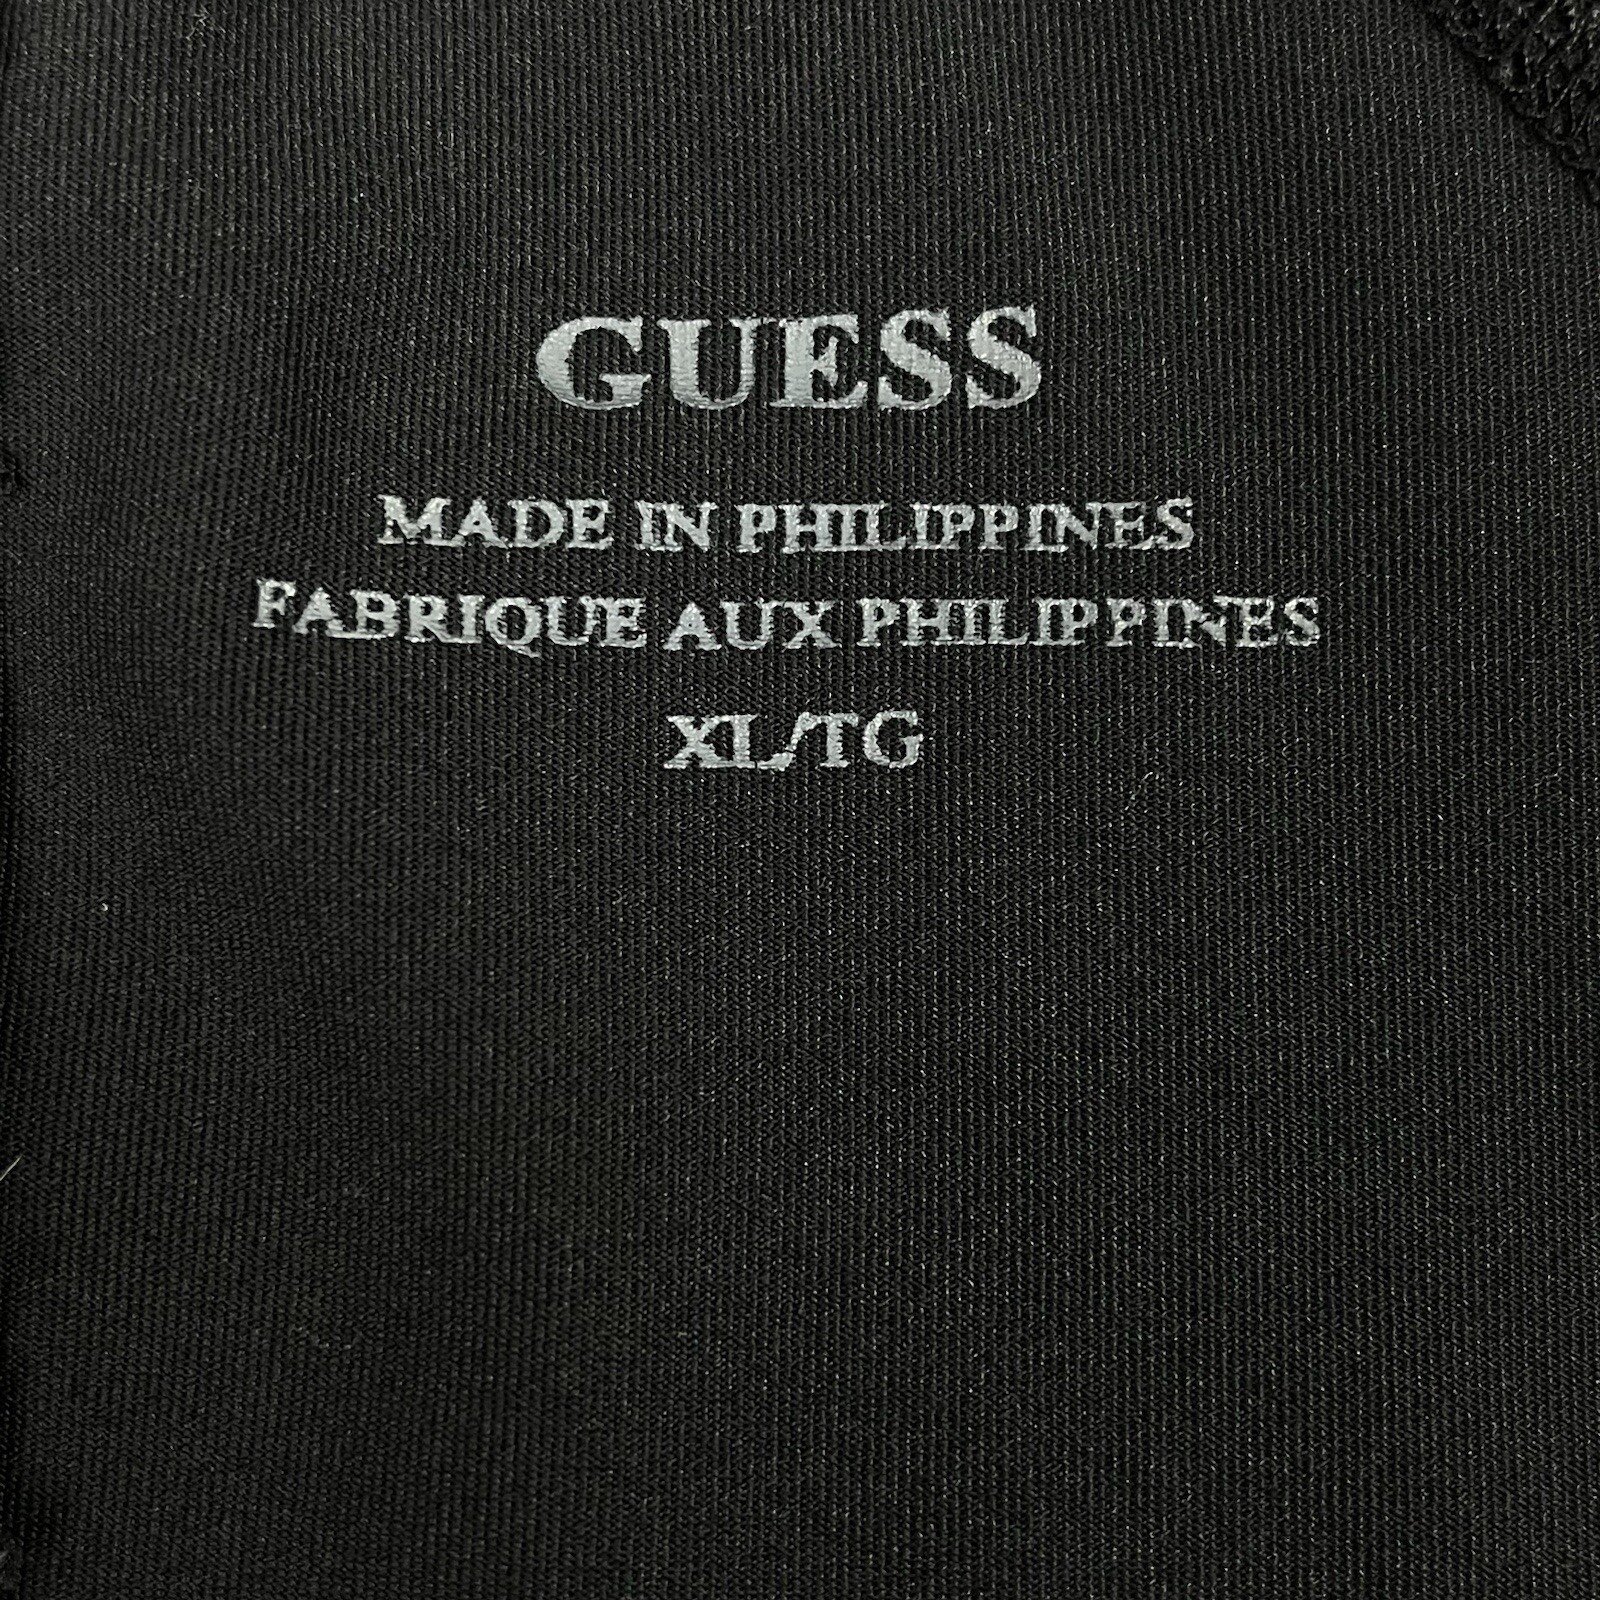 GUESS
MADE IN PHILIPPINES
FABRIQUE AUX PHILIPPINES
XL/TG